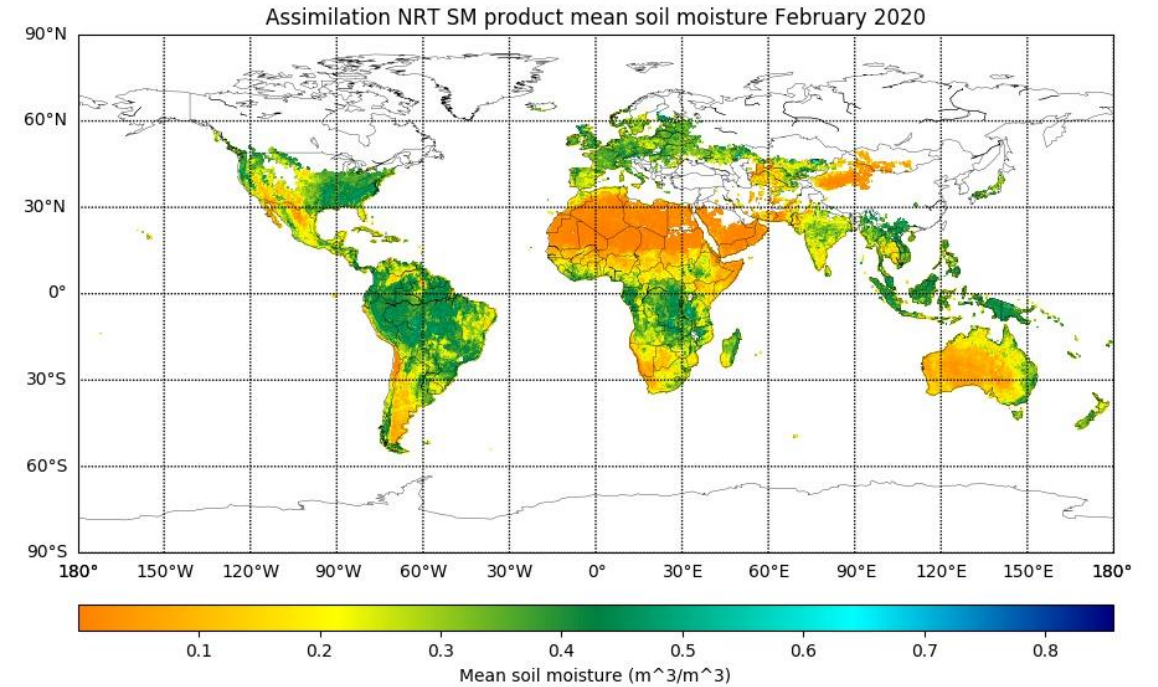 Assimilation NRT SM product mean soil moisture February 2020
90°N
60°N
30°N
0°
30°S
60°S
90°S
180° 150°W 120°W 90°W 60°W 30°W 0° 30°E 60°E 90°E 120°E 150°E 180°
0.1 0.2 0.3 0.4 0.5 0.6 0.7 0.8
Mean soil moisture (m^3/m^3)